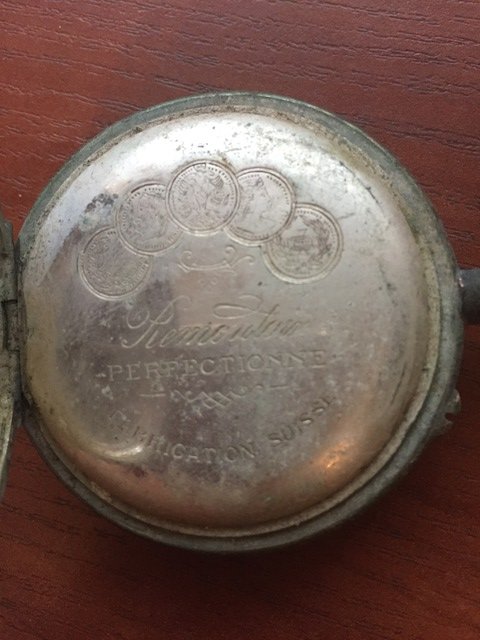 Remontoir
PERFECTIONNE
FABRICATION SUISSE